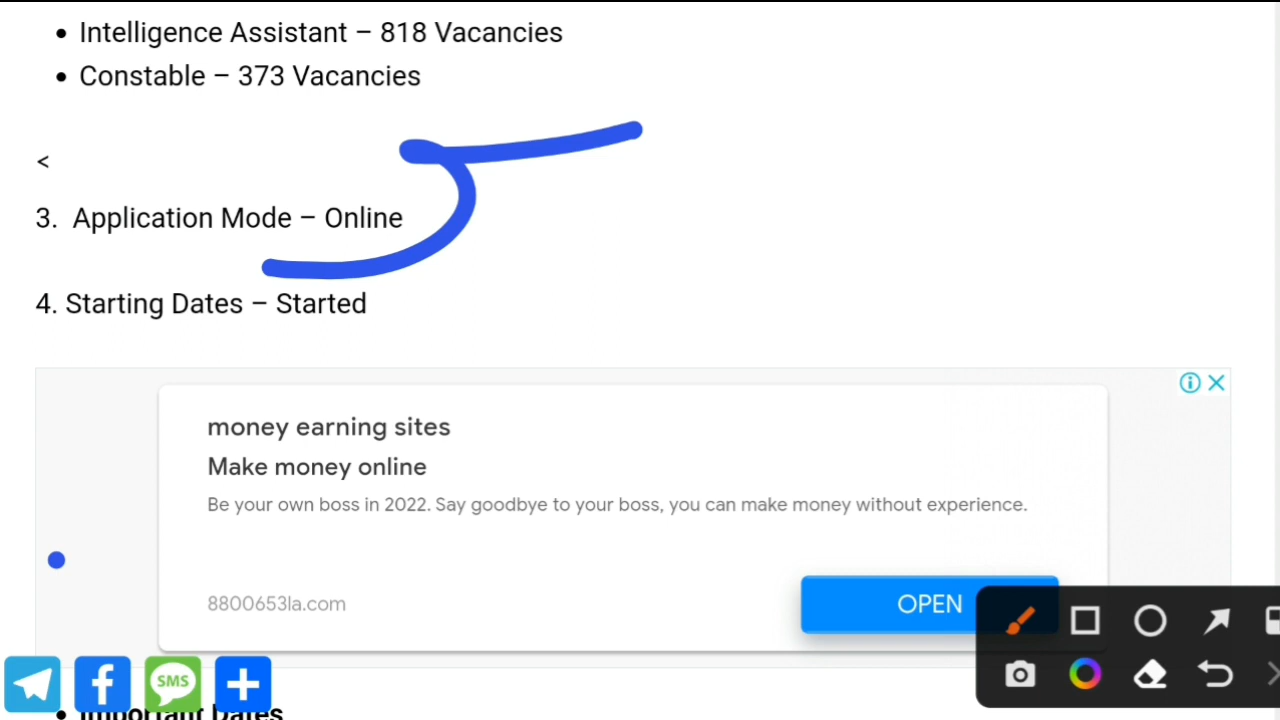 • Intelligence Assistant – 818 Vacancies
• Constable – 373 Vacancies
<
3. Application Mode – Online
4. Starting Dates – Started
money earning sites
Make money online
Be your own boss in 2022. Say goodbye to your boss, you can make money without experience.
8800653la.com
OPEN
SMS
• Important Dates